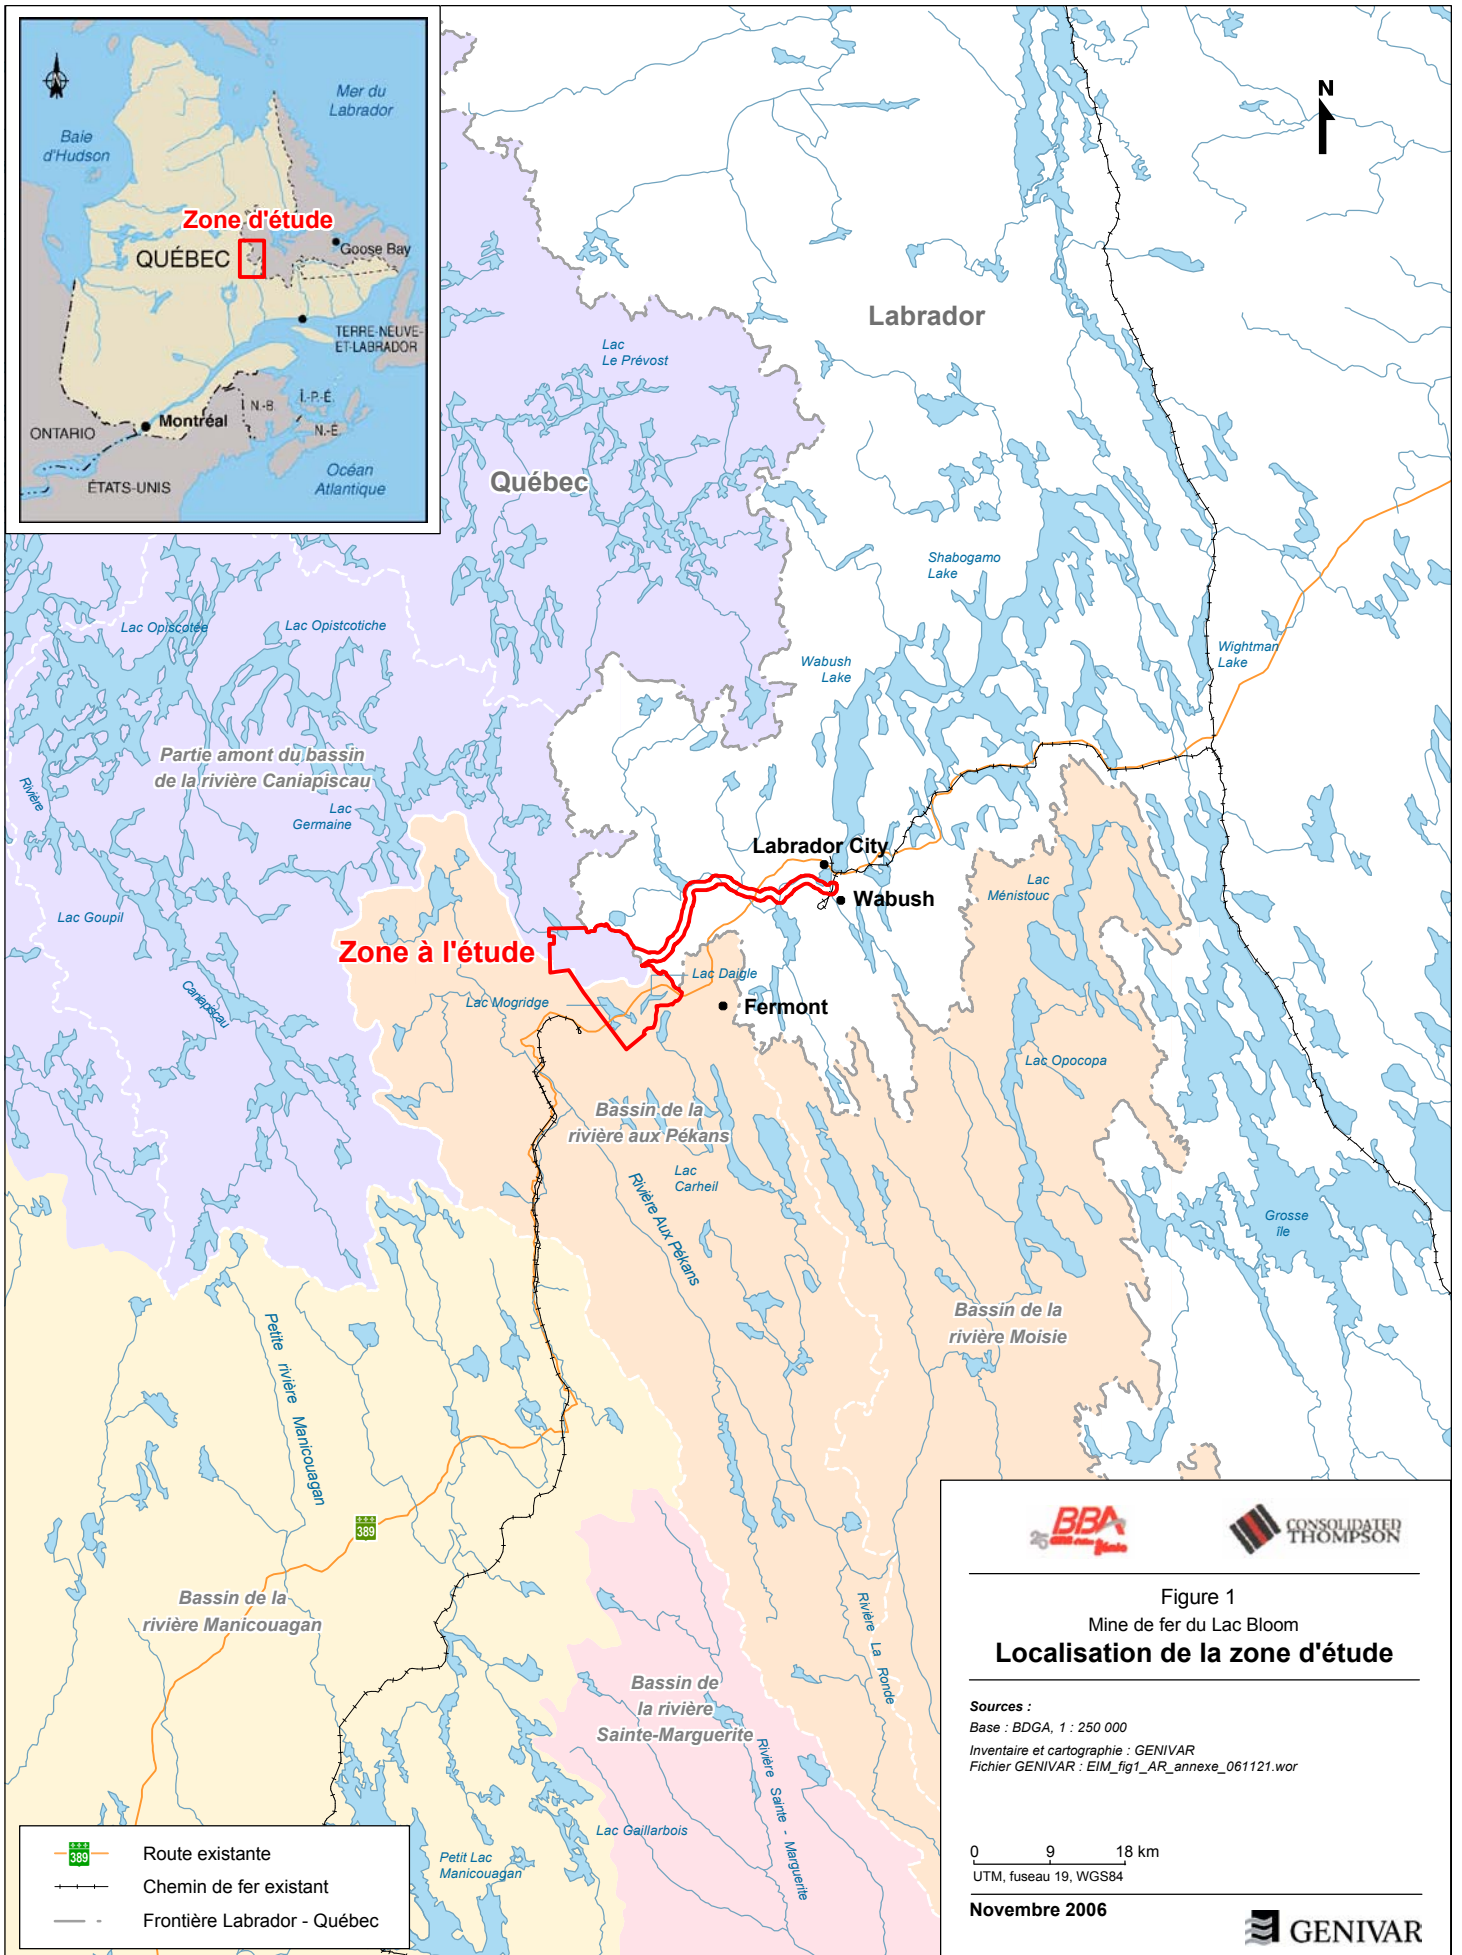 Mer du
Labrador
Baie
d'Hudson
Zone d'étude
QUÉBEC
Goose Bay
TERRE-NEUVE-
ET-LABRADOR
Î.-P.-É.
N.-B.
N.-É.
Montréal
ONTARIO
ÉTATS-UNIS
Océan
Atlantique
N
Labrador
Lac
Le Prévost
Québec
Shabogamo
Lake
Lac Opiscotée
Lac Opistcotiche
Wabush
Lake
Wightman
Lake
Partie amont du bassin
de la rivière Caniapiscau
Rivière
Lac
Germaine
Labrador City
Wabush
Lac
Ménistouc
Lac Goupil
Zone à l'étude
Lac Daigle
Caniapiscau
Lac Mogridge
Fermont
Lac Opocopa
Bassin de la
rivière aux Pékans
Lac
Carheil
Rivière Aux Pékans
Grosse
île
Bassin de la
rivière Moisie
Petite rivière Manicouagan
389
Bassin de la
rivière Manicouagan
Rivière La Ronde
Bassin de
la rivière
Sainte-Marguerite
Rivière Sainte - Marguerite
Lac Gaillarbois
Petit Lac
Manicouagan
389
Route existante
Chemin de fer existant
Frontière Labrador - Québec
BBA
25
CONSOLIDATED
THOMPSON
Figure 1
Mine de fer du Lac Bloom
Localisation de la zone d'étude
Sources :
Base : BDGA, 1 : 250 000
Inventaire et cartographie : GENIVAR
Fichier GENIVAR : EIM_fig1_AR_annexe_061121.wor
0 9 18 km
UTM, fuseau 19, WGS84
Novembre 2006
GENIVAR